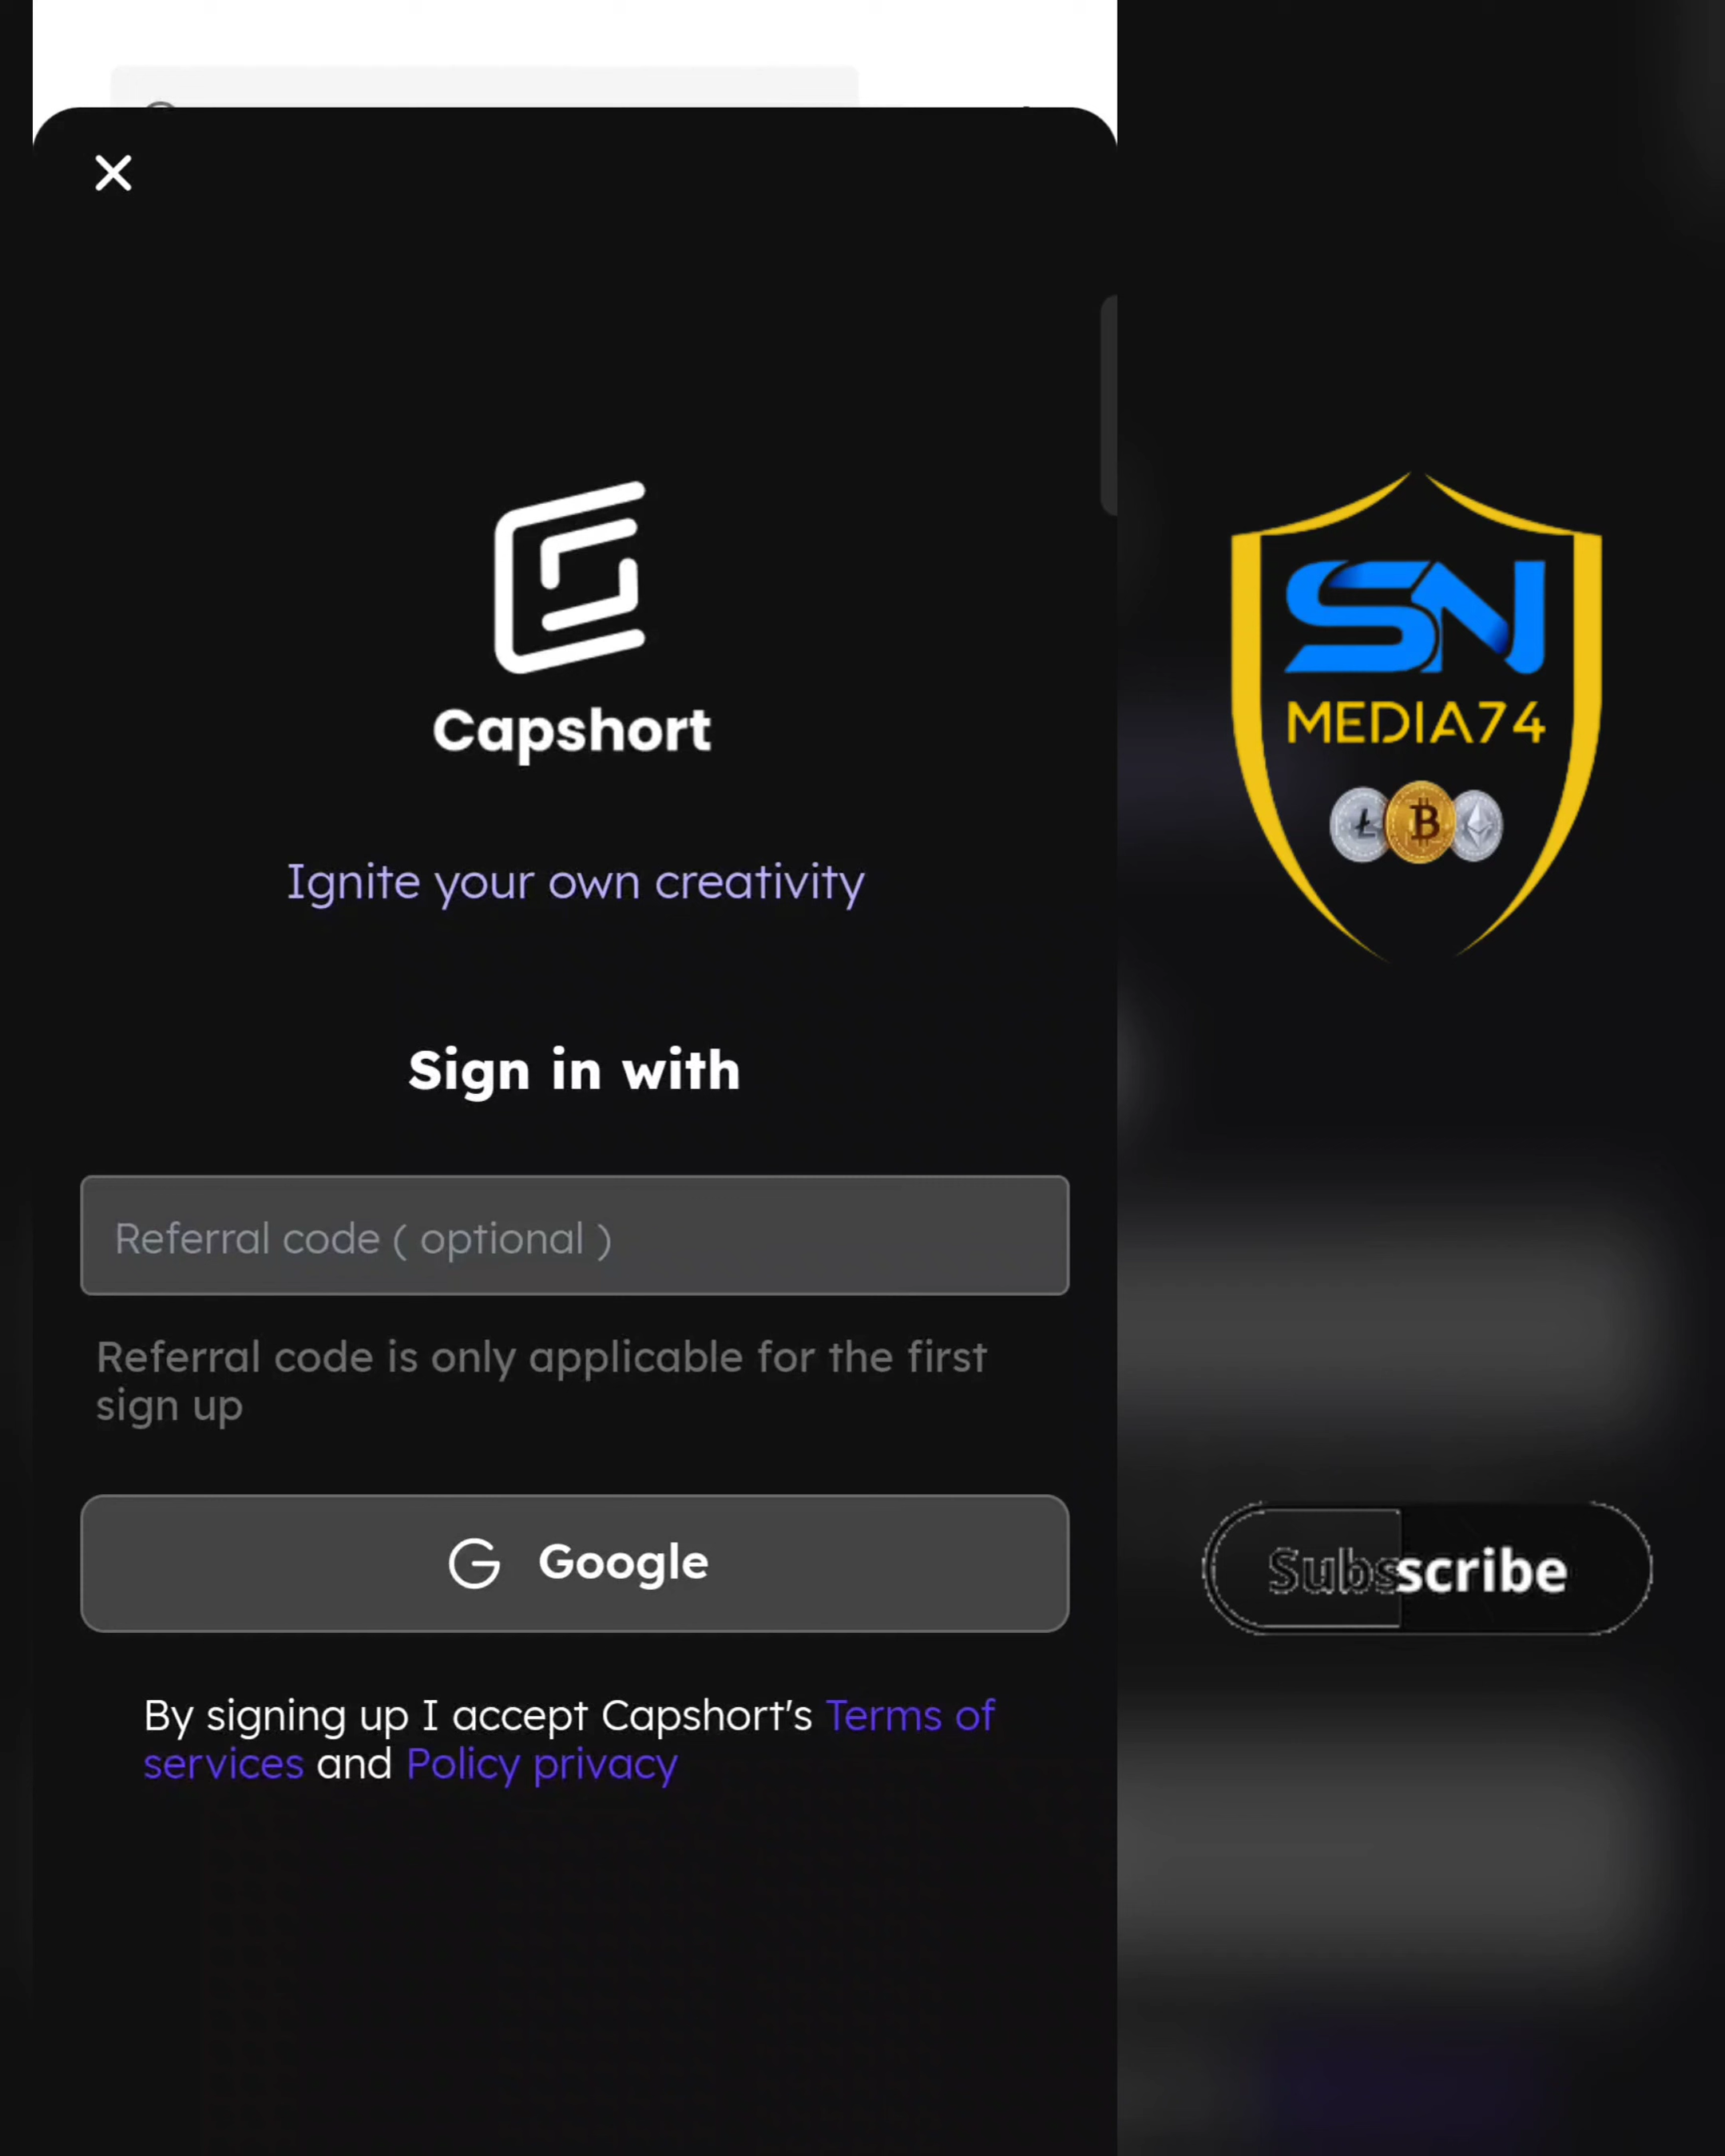 Capshort
Ignite your own creativity
Sign in with
Referral code ( optional )
Referral code is only applicable for the first
sign up
Google
By signing up I accept Capshort's Terms of
services and Policy privacy
SN
MEDIA74
Subsscribe